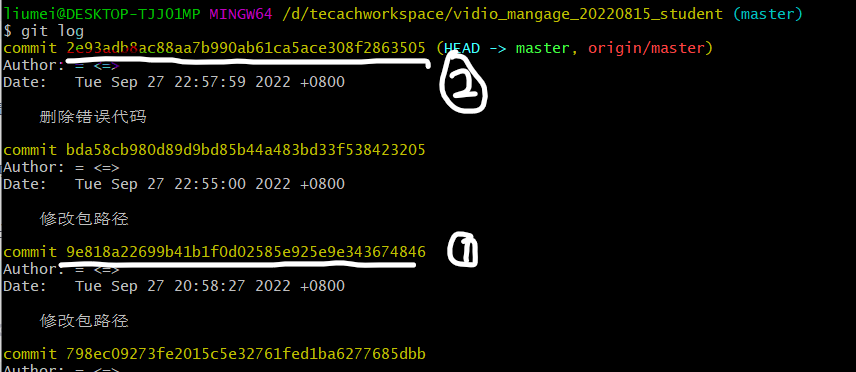 liumei@DESKTOP-TJJO1MP MINGW64 /d/tecachworkspace/vidio_mangage_20220815_student (master)
$ git log
commit 2e93adb8ac88aa7b990ab61ca5ace308f2863505 (HEAD -> master, origin/master)
Author: = <=>
②
Date:   Tue Sep 27 22:57:59 2022 +0800
删除错误代码
commit bda58cb980d89d9bd85b44a483bd33f538423205
Author: = <=>
Date:   Tue Sep 27 22:55:00 2022 +0800
修改包路径
commit 9e818a22699b41b1f0d02585e925e9e343674846
①
Author: = <=>
Date:   Tue Sep 27 20:58:27 2022 +0800
修改包路径
commit 798ec09273fe2015c5e32761fed1ba6277685dbb
Author: = <=>